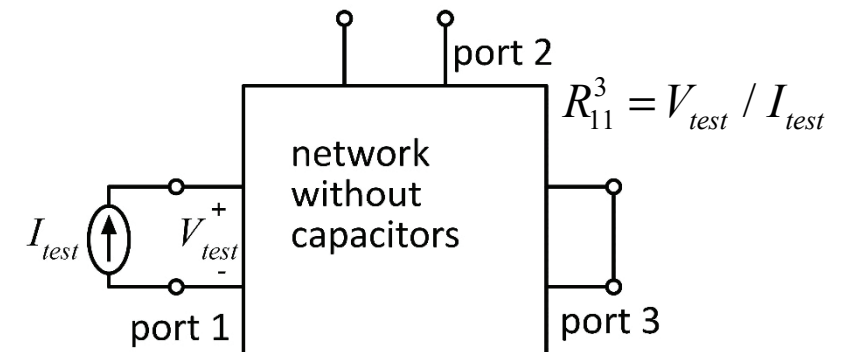 port 2
R³₁₁ = V_test / I_test
network
without
capacitors
I_test
+
V_test
-
port 1
port 3